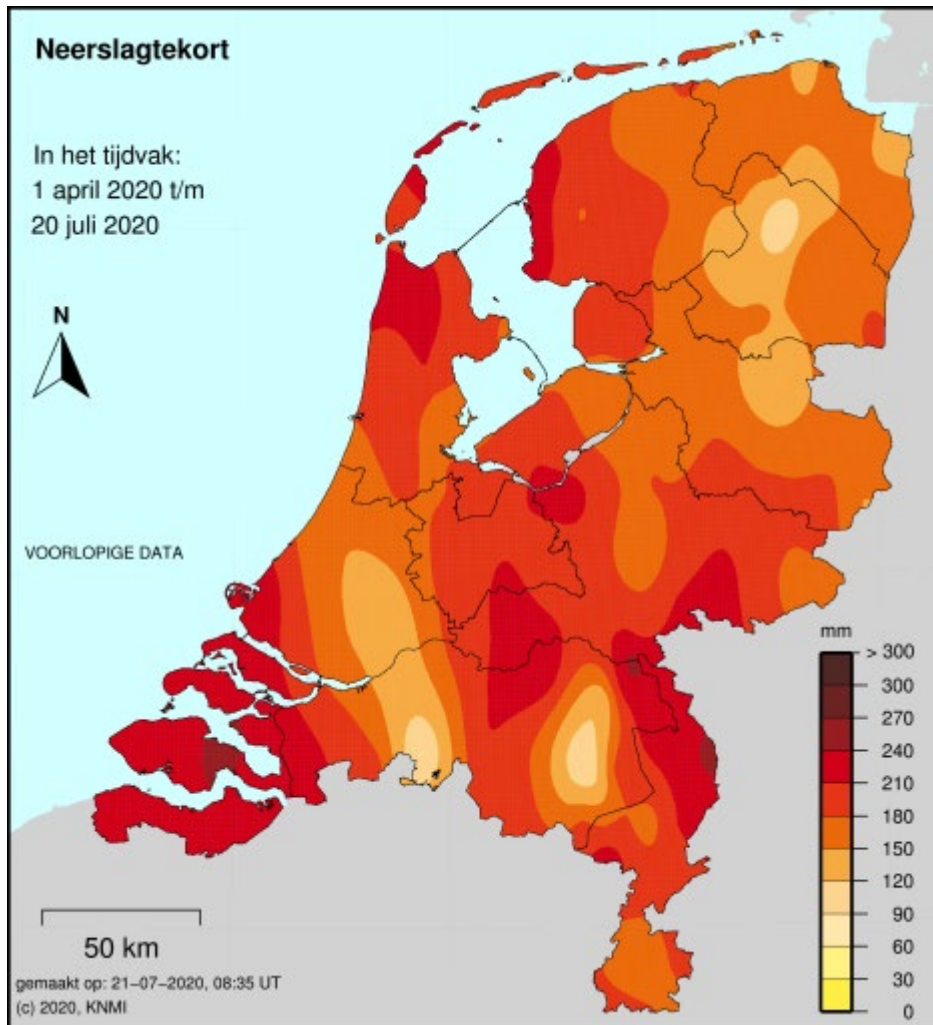 Neerslagtekort
In het tijdvak:
1 april 2020 t/m
20 juli 2020
N
VOORLOPIGE DATA
mm
> 300
300
270
240
210
180
150
120
90
60
30
0
50 km
gemaakt op: 21-07-2020, 08:35 UT
(c) 2020, KNMI